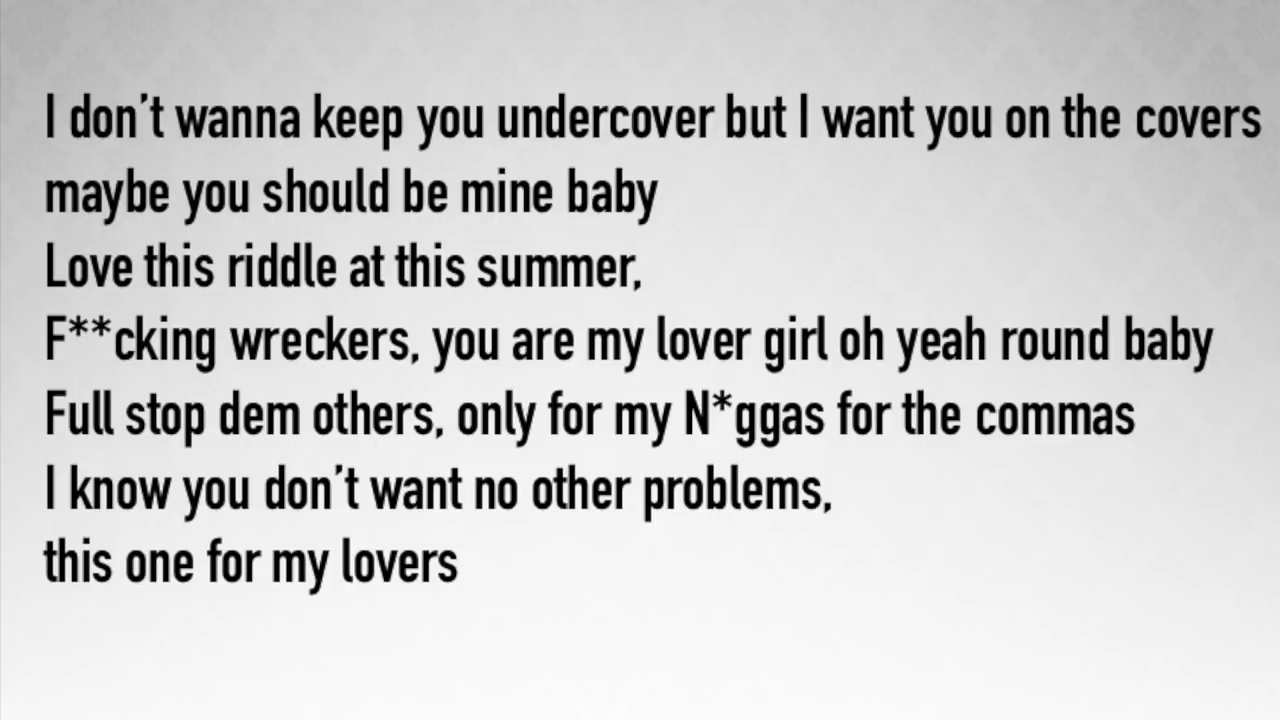 I don't wanna keep you undercover but I want you on the covers
maybe you should be mine baby
Love this riddle at this summer,
F**cking wreckers, you are my lover girl oh yeah round baby
Full stop dem others, only for my N*ggas for the commas
I know you don't want no other problems,
this one for my lovers